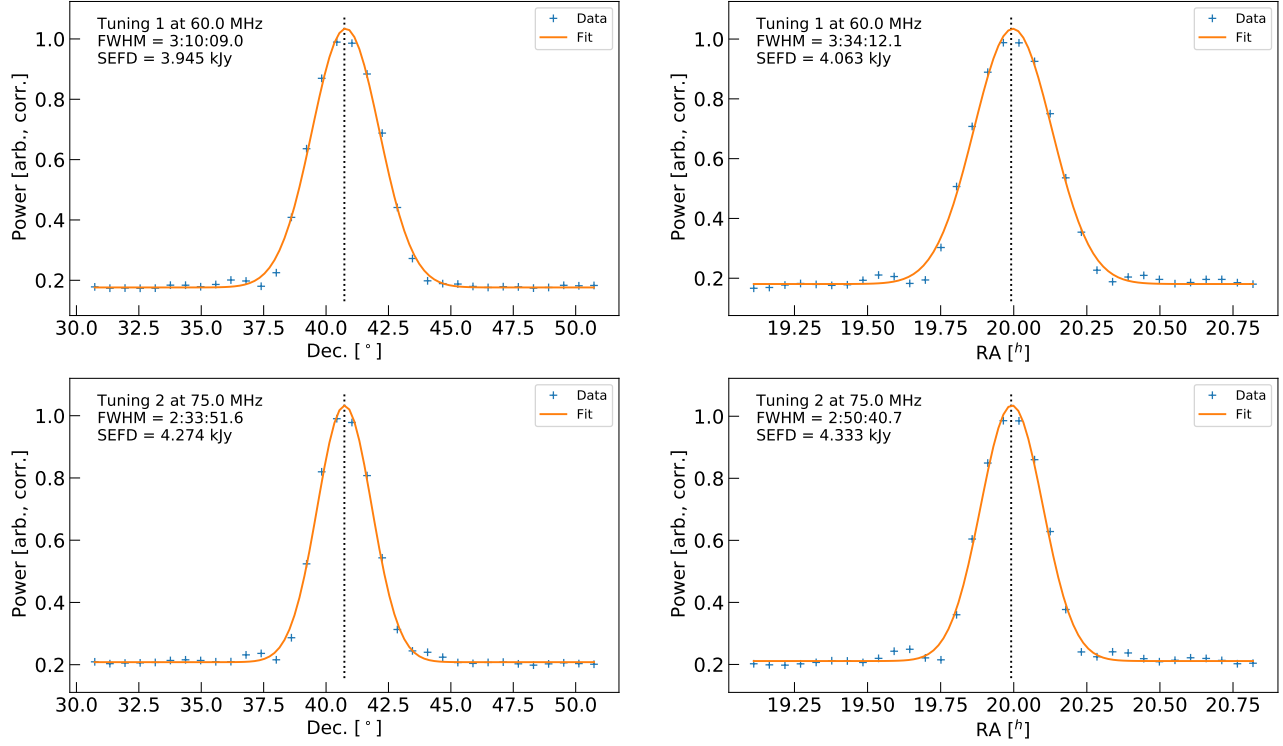 Tuning 1 at 60.0 MHz
FWHM = 3:10:09.0
SEFD = 3.945 kJy
Data
Fit
Power [arb., corr.]
1.0
0.8
0.6
0.4
0.2
30.0 32.5 35.0 37.5 40.0 42.5 45.0 47.5 50.0
Dec. [°]
Tuning 1 at 60.0 MHz
FWHM = 3:34:12.1
SEFD = 4.063 kJy
Data
Fit
Power [arb., corr.]
1.0
0.8
0.6
0.4
0.2
19.25 19.50 19.75 20.00 20.25 20.50 20.75
RA [h]
Tuning 2 at 75.0 MHz
FWHM = 2:33:51.6
SEFD = 4.274 kJy
Data
Fit
Power [arb., corr.]
1.0
0.8
0.6
0.4
0.2
30.0 32.5 35.0 37.5 40.0 42.5 45.0 47.5 50.0
Dec. [°]
Tuning 2 at 75.0 MHz
FWHM = 2:50:40.7
SEFD = 4.333 kJy
Data
Fit
Power [arb., corr.]
1.0
0.8
0.6
0.4
0.2
19.25 19.50 19.75 20.00 20.25 20.50 20.75
RA [h]